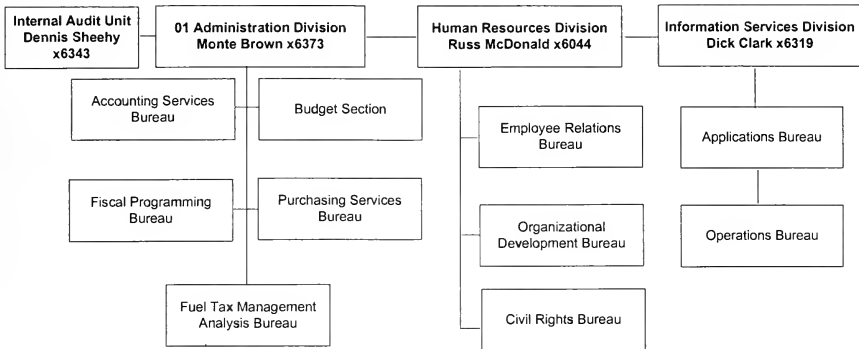 Internal Audit Unit
Dennis Sheehy
x6343
01 Administration Division
Monte Brown x6373
Human Resources Division
Russ McDonald x6044
Information Services Division
Dick Clark x6319
Accounting Services
Bureau
Budget Section
Employee Relations
Bureau
Applications Bureau
Fiscal Programming
Bureau
Purchasing Services
Bureau
Organizational
Development Bureau
Operations Bureau
Fuel Tax Management
Analysis Bureau
Civil Rights Bureau